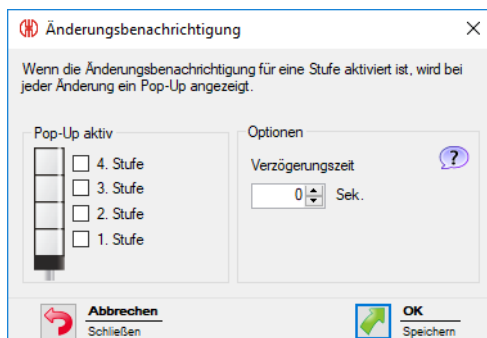 Änderungsbenachrichtigung
Wenn die Änderungsbenachrichtigung für eine Stufe aktiviert ist, wird bei
jeder Änderung ein Pop-Up angezeigt.
Pop-Up aktiv
4. Stufe
3. Stufe
2. Stufe
1. Stufe
Optionen
Verzögerungszeit
?
0 Sek.
Abbrechen
Schließen
OK
Speichern